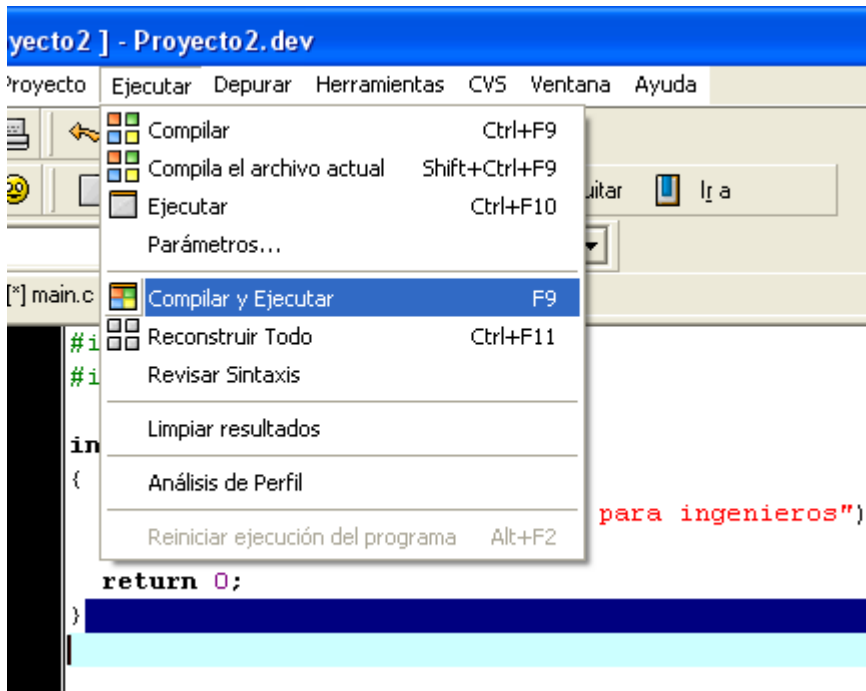 yecto2 ] - Proyecto2.dev
Proyecto Ejecutar Depurar Herramientas CVS Ventana Ayuda
Compilar Ctrl+F9
Compila el archivo actual Shift+Ctrl+F9
uitar Ir a
Ejecutar Ctrl+F10
Parámetros...
[*] main.c
Compilar y Ejecutar F9
Reconstruir Todo Ctrl+F11
#i
Revisar Sintaxis
#i
Limpiar resultados
in
Análisis de Perfil
{
para ingenieros")
Reiniciar ejecución del programa Alt+F2
return 0;
}